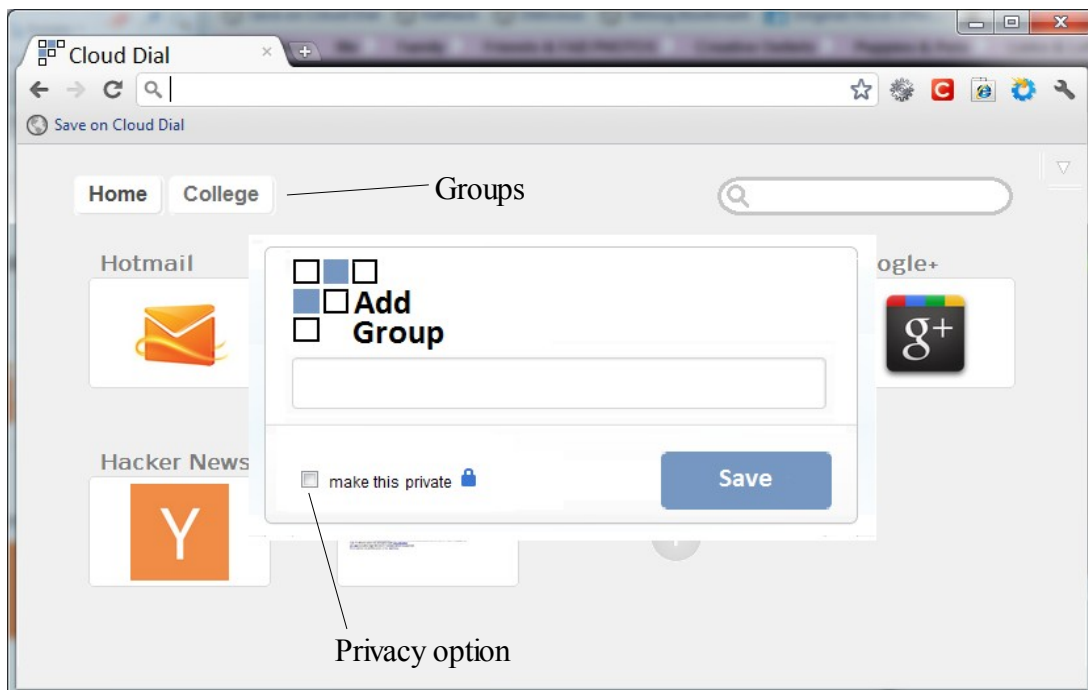 Cloud Dial
Save on Cloud Dial
Home College
Groups
Hotmail
ogle+
g+
Add
Group
Hacker News
Y
make this private
Save
Privacy option